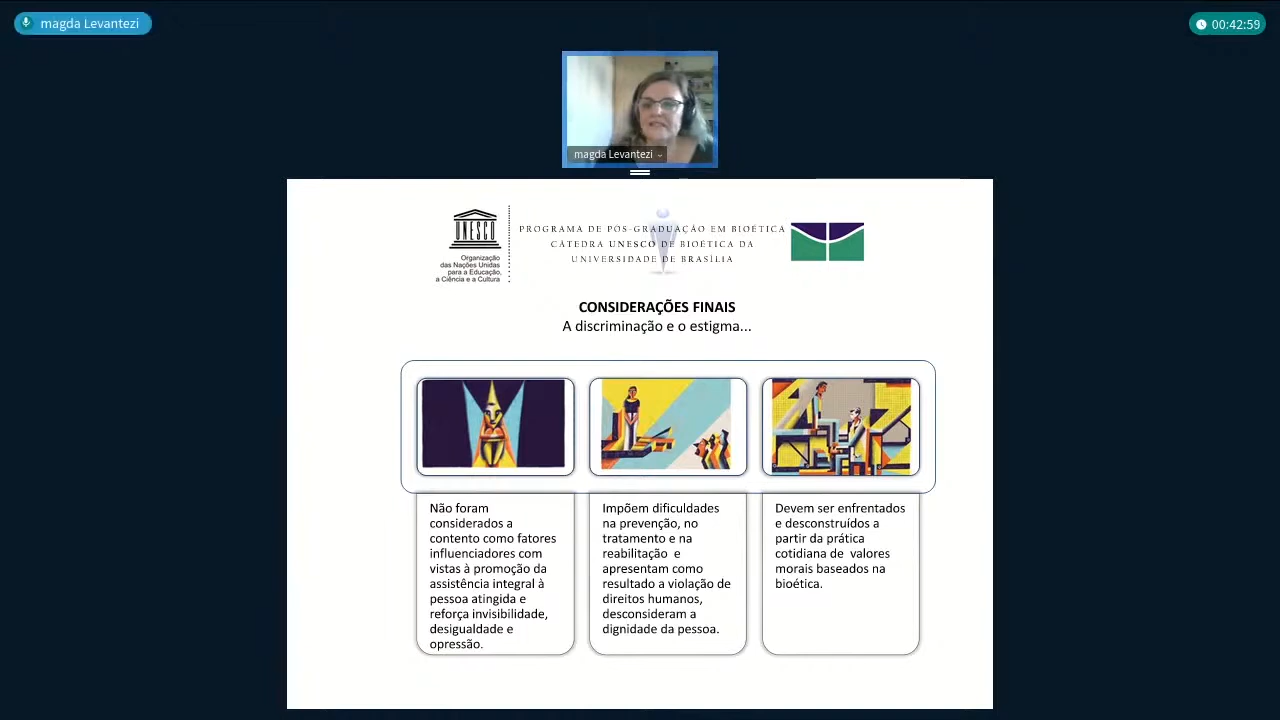 magda Levantezi
00:42:59
magda Levantezi
UNESCO
Organização
das Nações Unidas
para a Educação,
a Ciência e a Cultura
PROGRAMA DE PÓS-GRADUAÇÃO EM BIOÉTICA
CÁTEDRA UNESCO DE BIOÉTICA DA
UNIVERSIDADE DE BRASÍLIA
CONSIDERAÇÕES FINAIS
A discriminação e o estigma...
Não foram
considerados a
contento como fatores
influenciadores com
vistas à promoção da
assistência integral à
pessoa atingida e
reforça invisibilidade,
desigualdade e
opressão.
Impõem dificuldades
na prevenção, no
tratamento e na
reabilitação e
apresentam como
resultado a violação de
direitos humanos,
desconsideram a
dignidade da pessoa.
Devem ser enfrentados
e desconstruídos a
partir da prática
cotidiana de valores
morais baseados na
bioética.